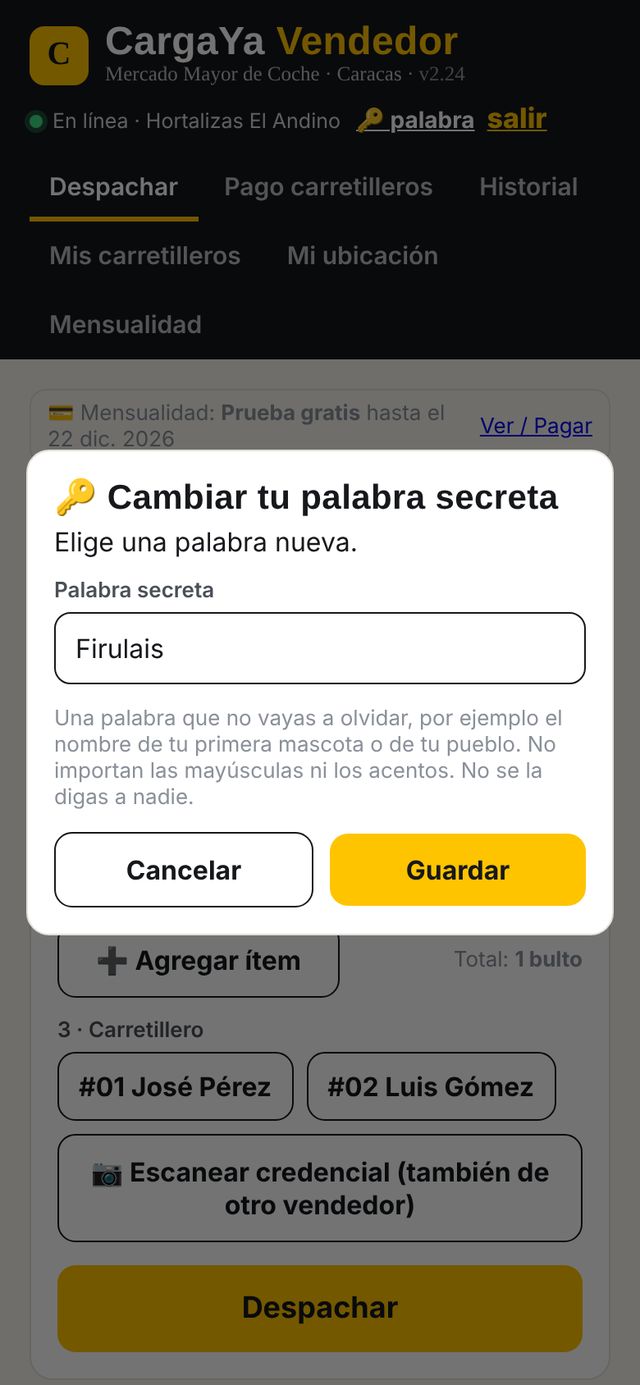 C
CargaYa Vendedor
Mercado Mayor de Coche · Caracas · v2.24
En línea · Hortalizas El Andino 🔑 palabra salir
Despachar Pago carretilleros Historial
Mis carretilleros Mi ubicación
Mensualidad
💳 Mensualidad: Prueba gratis hasta el
22 dic. 2026
Ver / Pagar
🔑 Cambiar tu palabra secreta
Elige una palabra nueva.
Palabra secreta
Firulais
Una palabra que no vayas a olvidar, por ejemplo el
nombre de tu primera mascota o de tu pueblo. No
importan las mayúsculas ni los acentos. No se la
digas a nadie.
Cancelar Guardar
➕ Agregar ítem Total: 1 bulto
3 · Carretillero
#01 José Pérez #02 Luis Gómez
📷 Escanear credencial (también de
otro vendedor)
Despachar